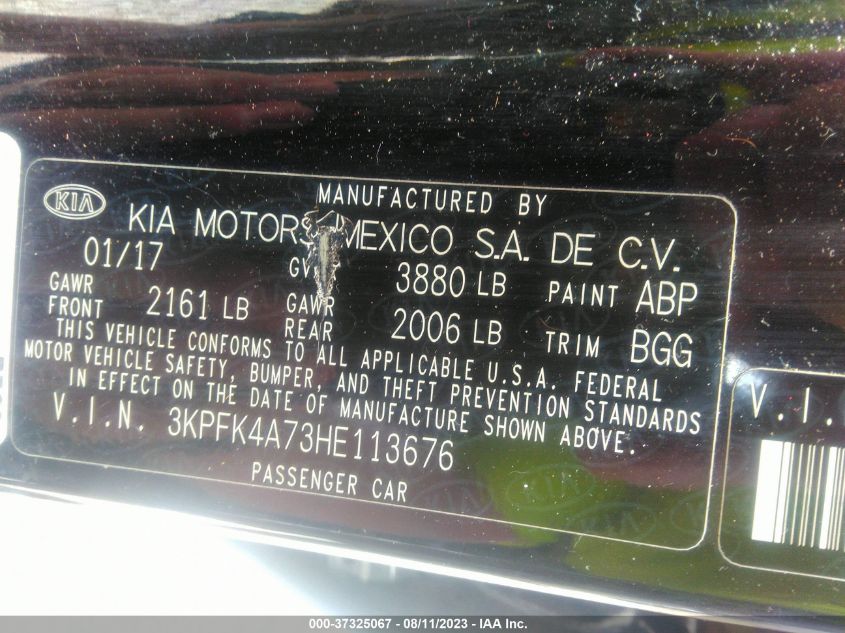 MANUFACTURED BY
KIA KIA MOTORS MEXICO S.A. DE C.V.
01/17 3880 LB PAINT ABP
GAWR FRONT 2161 LB GAWR REAR 2006 LB TRIM BGG
THIS VEHICLE CONFORMS TO ALL APPLICABLE U.S.A. FEDERAL
MOTOR VEHICLE SAFETY, BUMPER, AND THEFT PREVENTION STANDARDS
IN EFFECT ON THE DATE OF MANUFACTURE SHOWN ABOVE.
V.I.N. 3KPFK4A73HE113676
PASSENGER CAR
V.I.
000-37325067 - 08/11/2023 - IAA Inc.